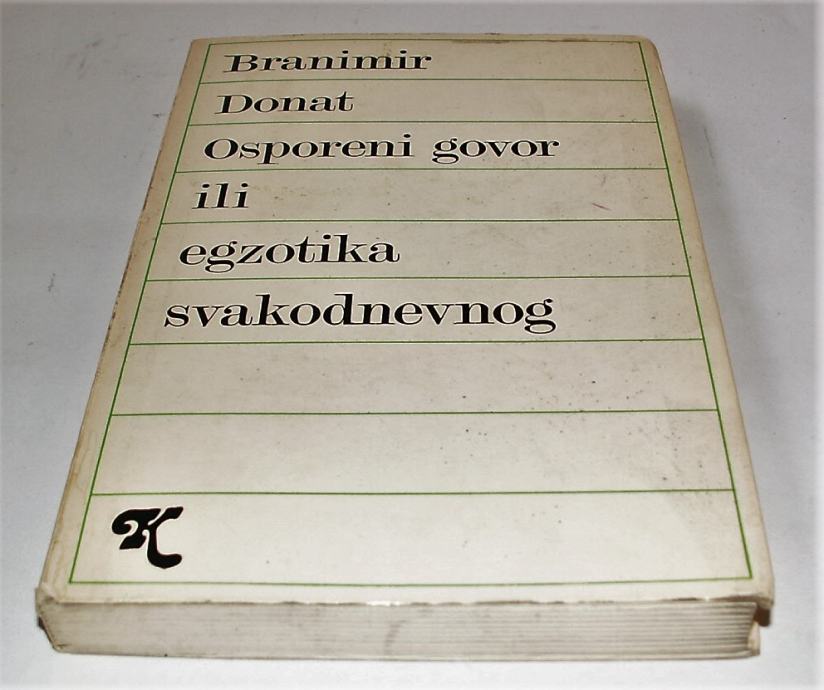 Branimir
Donat
Osporeni govor
ili
egzotika
svakodnevnog
K